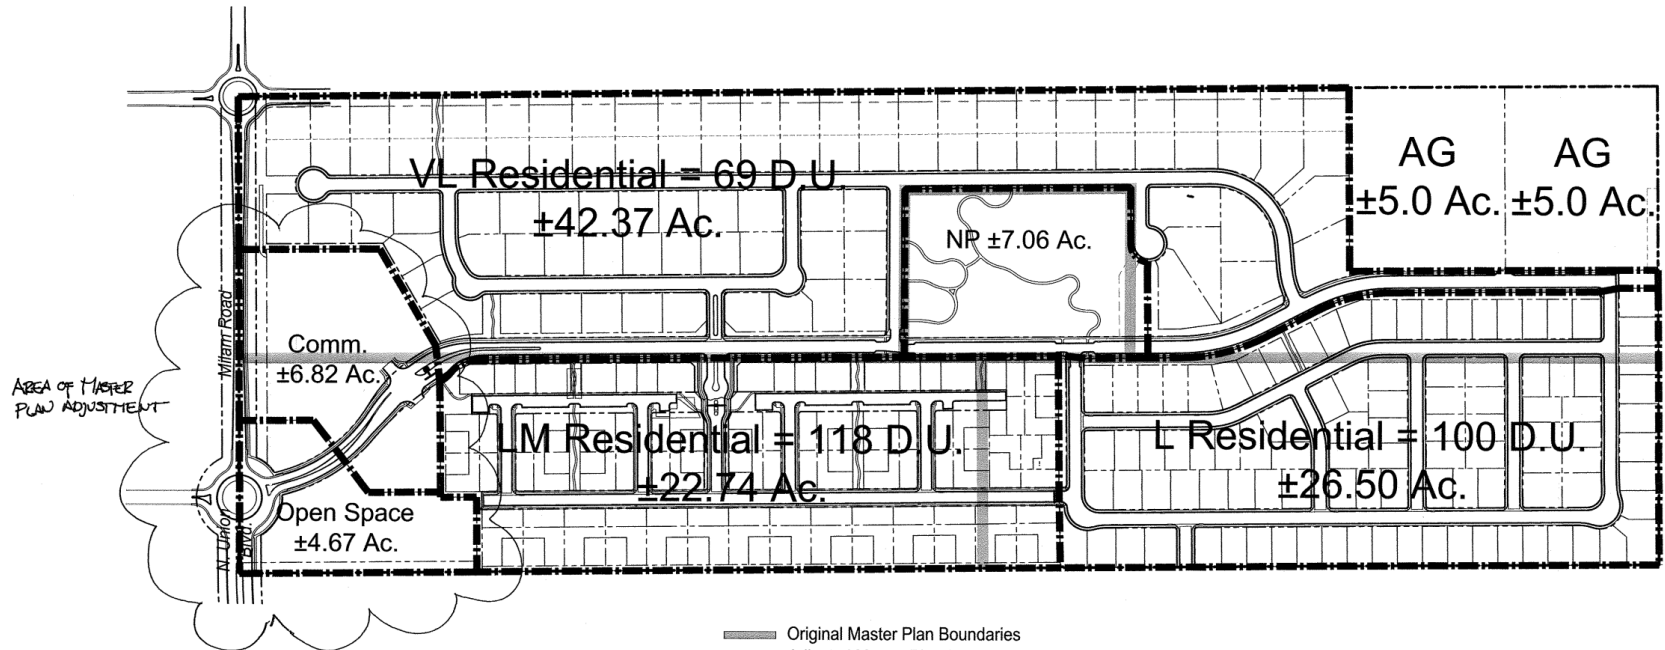 VL Residential = 69 D.U.
±42.37 Ac.
AG
±5.0 Ac.
AG
±5.0 Ac.
NP ±7.06 Ac.
Milam Road
Comm.
±6.82 Ac.
AREA OF MASTER
PLAN ADJUSTMENT
LM Residential = 118 D.U.
±22.74 Ac.
L Residential = 100 D.U.
±26.50 Ac.
Open Space
±4.67 Ac.
N. Union
Blvd.
Original Master Plan Boundaries